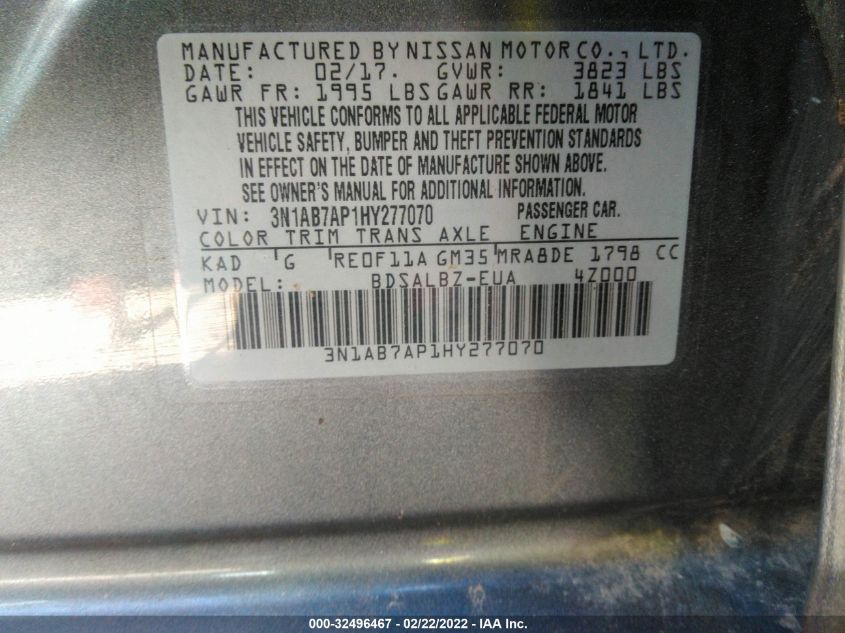 MANUFACTURED BY NISSAN MOTOR CO., LTD.
DATE: 02/17. GVWR: 3823 LBS
GAWR FR: 1995 LBS GAWR RR: 1841 LBS
THIS VEHICLE CONFORMS TO ALL APPLICABLE FEDERAL MOTOR
VEHICLE SAFETY, BUMPER AND THEFT PREVENTION STANDARDS
IN EFFECT ON THE DATE OF MANUFACTURE SHOWN ABOVE.
SEE OWNER'S MANUAL FOR ADDITIONAL INFORMATION.
VIN: 3N1AB7AP1HY277070 PASSENGER CAR.
COLOR TRIM TRANS AXLE ENGINE
KAD G RE0F11A GM35 MRA8DE 1798 CC
MODEL: BDSALBZ-EUA 4Z000
3N1AB7AP1HY277070
000-32496467 - 02/22/2022 - IAA Inc.